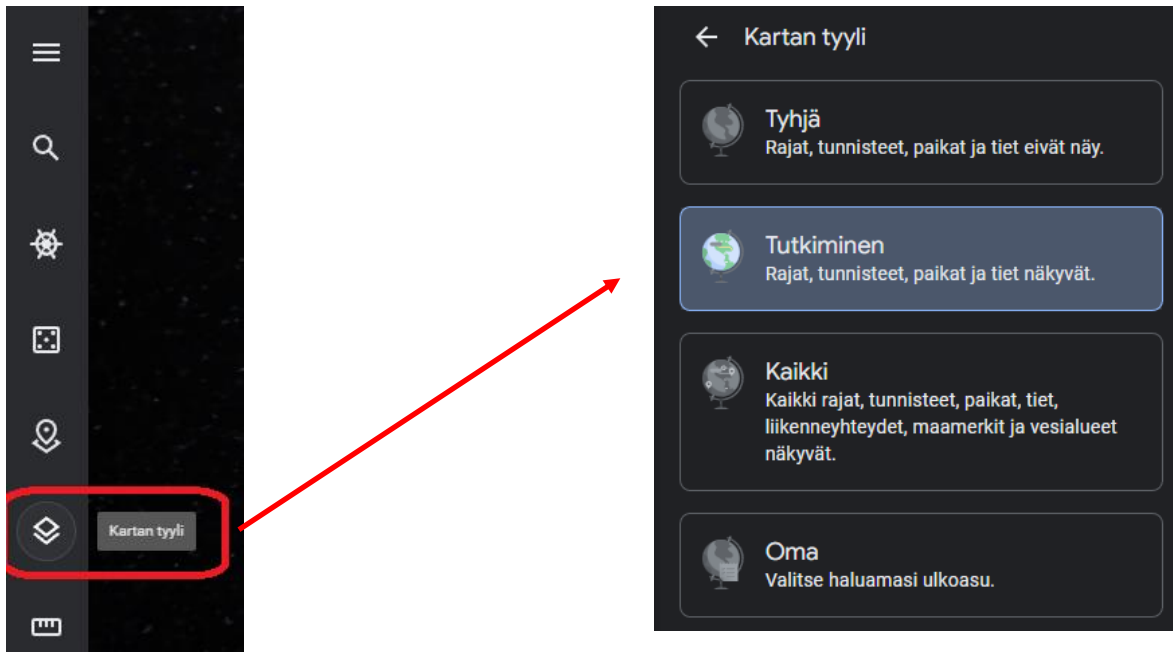 Kartan tyyli
Kartan tyyli
Tyhjä
Rajat, tunnisteet, paikat ja tiet eivät näy.
Tutkiminen
Rajat, tunnisteet, paikat ja tiet näkyvät.
Kaikki
Kaikki rajat, tunnisteet, paikat, tiet,
liikenneyhteydet, maamerkit ja vesialueet
näkyvät.
Oma
Valitse haluamasi ulkoasu.